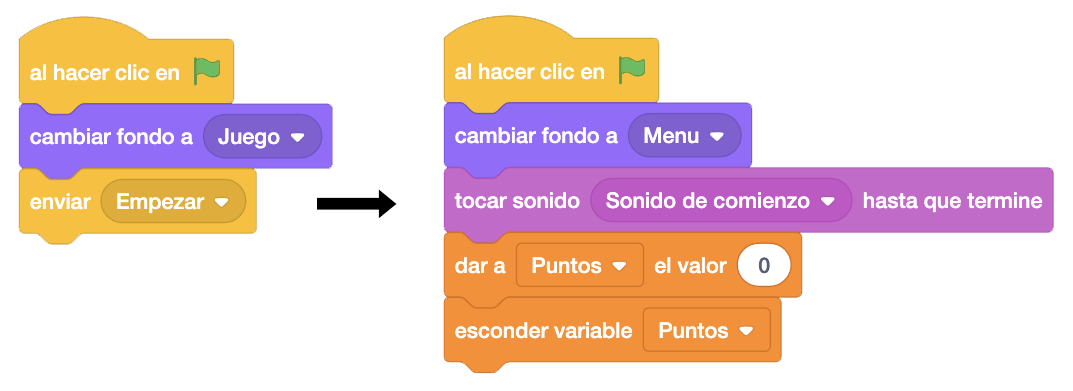 al hacer clic en
cambiar fondo a Juego
enviar Empezar
al hacer clic en
cambiar fondo a Menu
tocar sonido Sonido de comienzo hasta que termine
dar a Puntos el valor 0
esconder variable Puntos